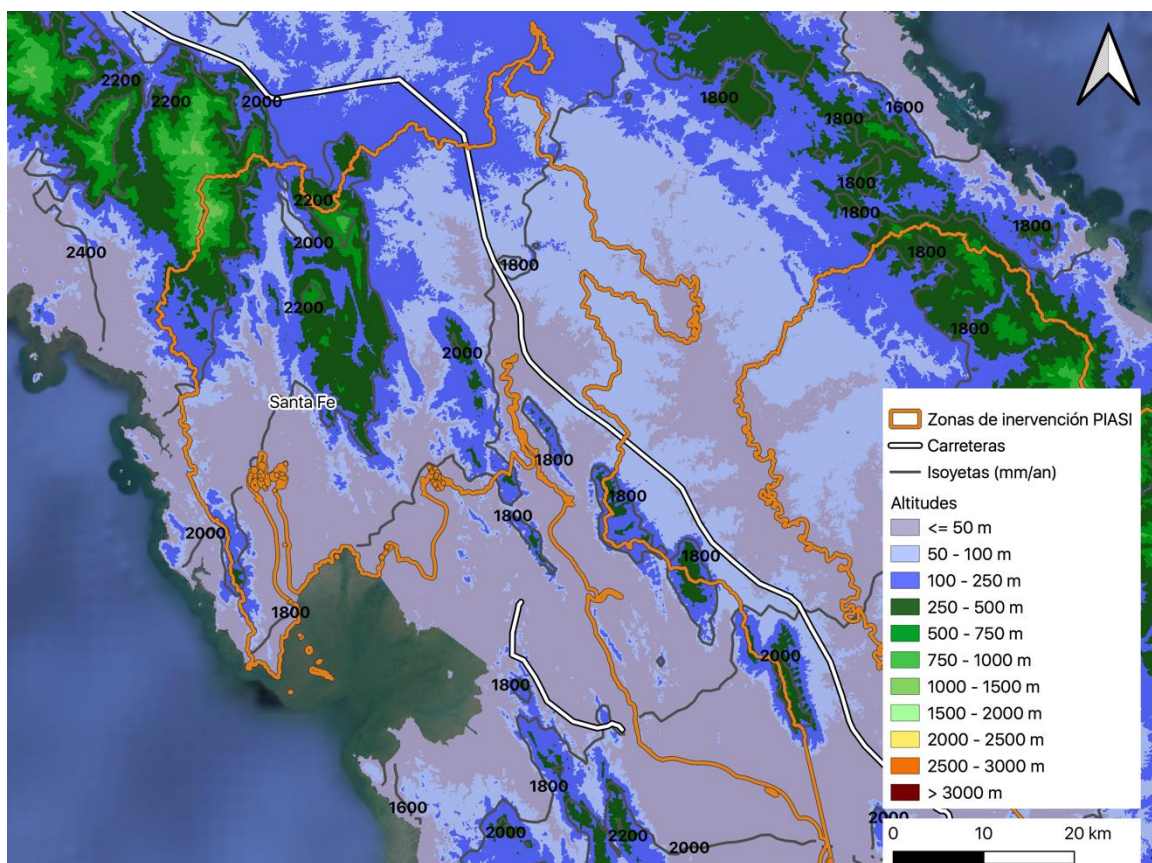 2200
2200
2000
1800
1600
1800
1800
2200
1800
1800
2000
2400
1800
1800
2200
1800
2000
Santa Fe
1800
1800
2000
1800
1800
1800
2000
1800
1800
1600
2000
2200
2000
2000
Zonas de inervención PIASI
Carreteras
Isoyetas (mm/an)
Altitudes
<= 50 m
50 - 100 m
100 - 250 m
250 - 500 m
500 - 750 m
750 - 1000 m
1000 - 1500 m
1500 - 2000 m
2000 - 2500 m
2500 - 3000 m
> 3000 m
0 10 20 km